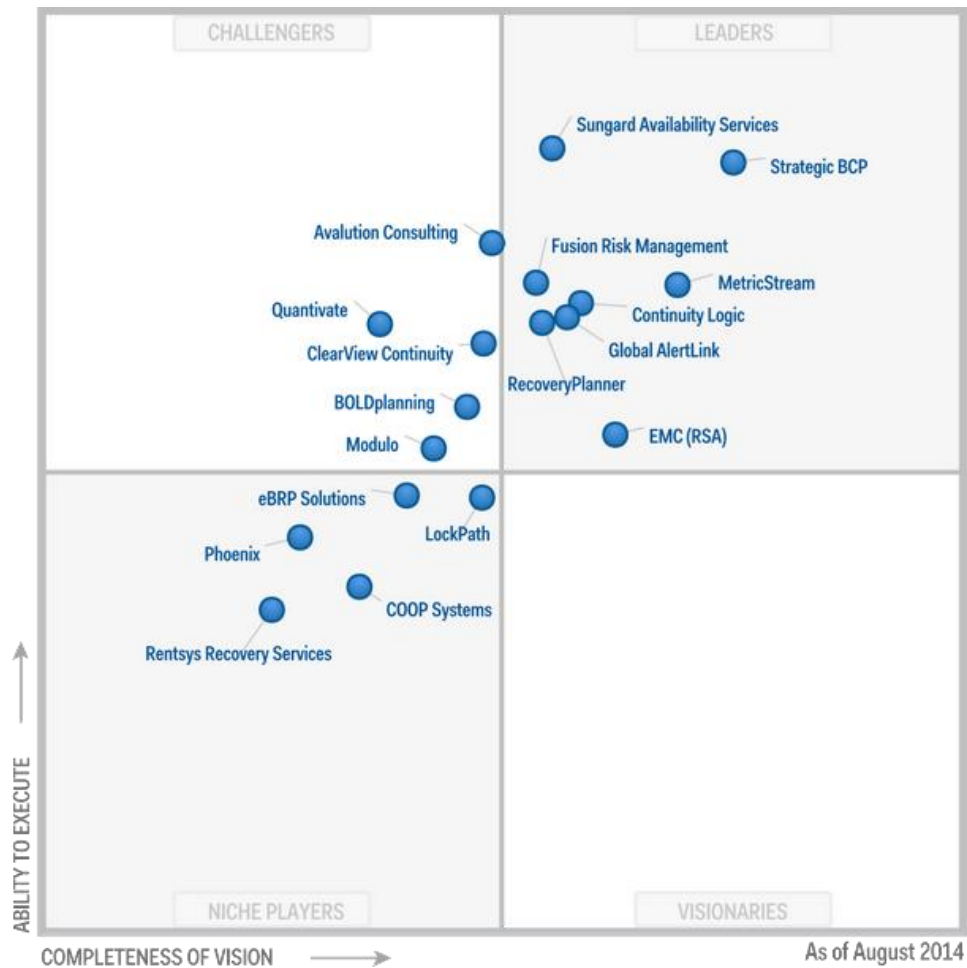 CHALLENGERS
LEADERS
Sungard Availability Services
Strategic BCP
Avalution Consulting
Fusion Risk Management
MetricStream
Quantivate
Continuity Logic
ClearView Continuity
Global AlertLink
RecoveryPlanner
BOLDplanning
EMC (RSA)
Modulo
eBRP Solutions
LockPath
Phoenix
COOP Systems
Rentsys Recovery Services
ABILITY TO EXECUTE
NICHE PLAYERS
VISIONARIES
COMPLETENESS OF VISION
As of August 2014